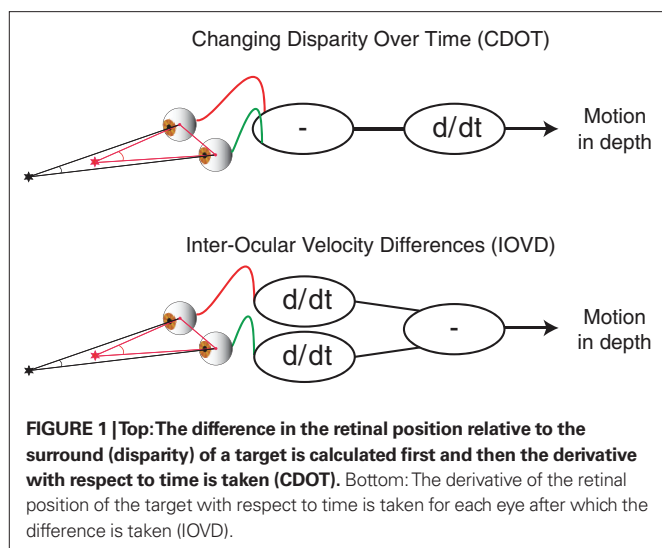 Changing Disparity Over Time (CDOT)
-
d/dt
Motion
in depth
Inter-Ocular Velocity Differences (IOVD)
d/dt
d/dt
-
Motion
in depth
FIGURE 1 | Top: The difference in the retinal position relative to the
surround (disparity) of a target is calculated first and then the derivative
with respect to time is taken (CDOT). Bottom: The derivative of the retinal
position of the target with respect to time is taken for each eye after which the
difference is taken (IOVD).